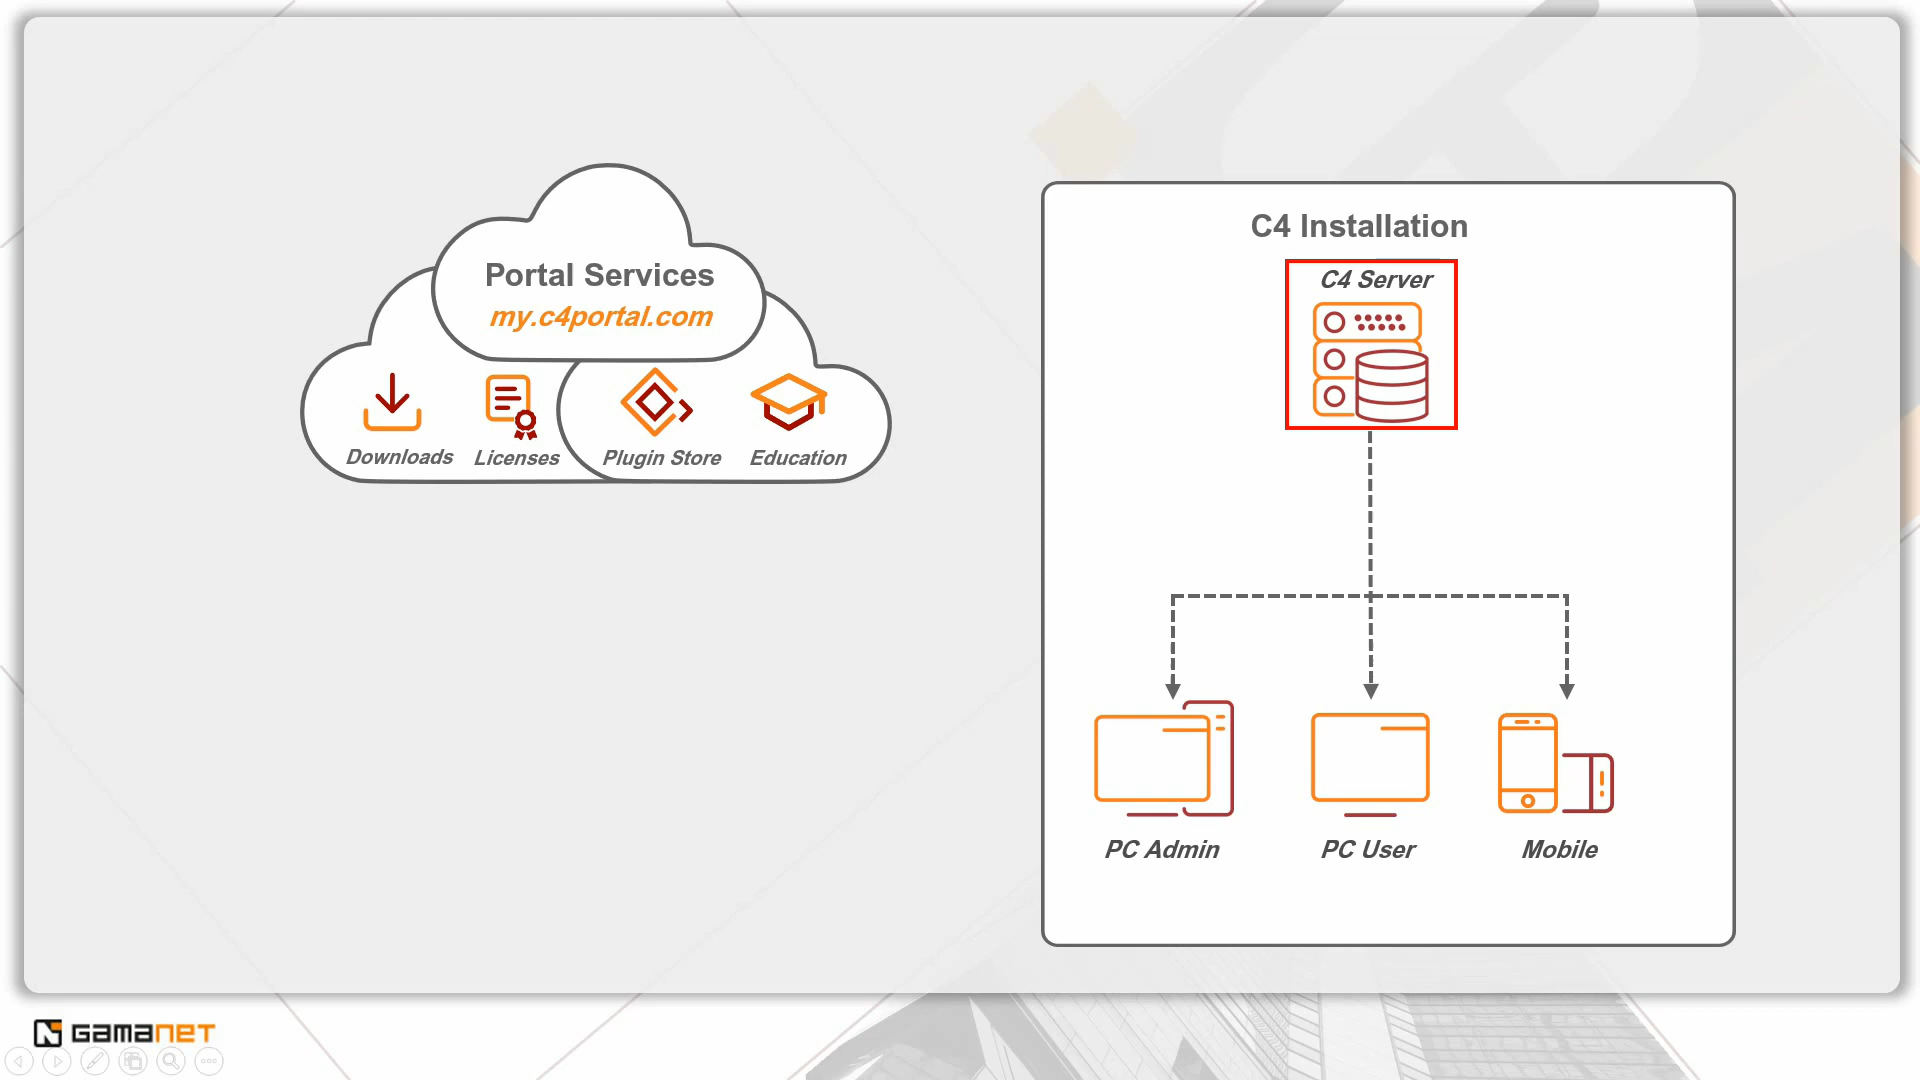 Portal Services
my.c4portal.com
Downloads
Licenses
Plugin Store
Education
C4 Installation
C4 Server
PC Admin
PC User
Mobile
GAMANET